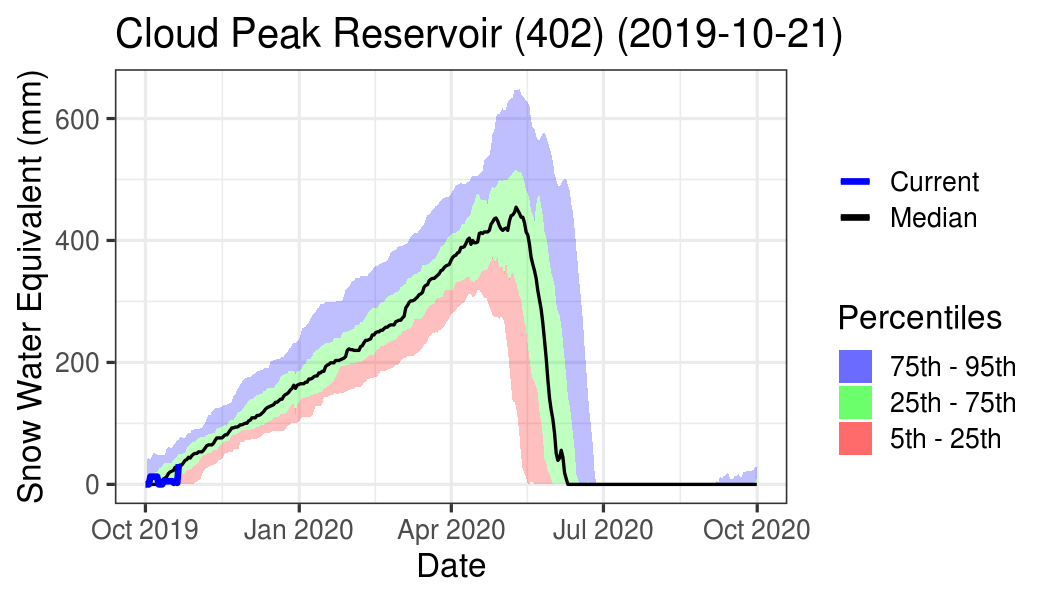 Cloud Peak Reservoir (402) (2019-10-21)
Snow Water Equivalent (mm)
600
400
200
0
Oct 2019
Jan 2020
Apr 2020
Jul 2020
Oct 2020
Date
Current
Median
Percentiles
75th - 95th
25th - 75th
5th - 25th